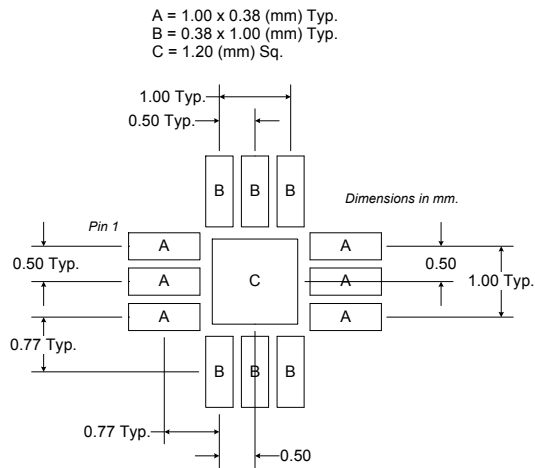 A = 1.00 x 0.38 (mm) Typ.
B = 0.38 x 1.00 (mm) Typ.
C = 1.20 (mm) Sq.
1.00 Typ.
0.50 Typ.
B B B
Dimensions in mm.
Pin 1
A A
0.50 Typ.
0.50
A C A
1.00 Typ.
A A
0.77 Typ.
B B B
0.77 Typ.
0.50